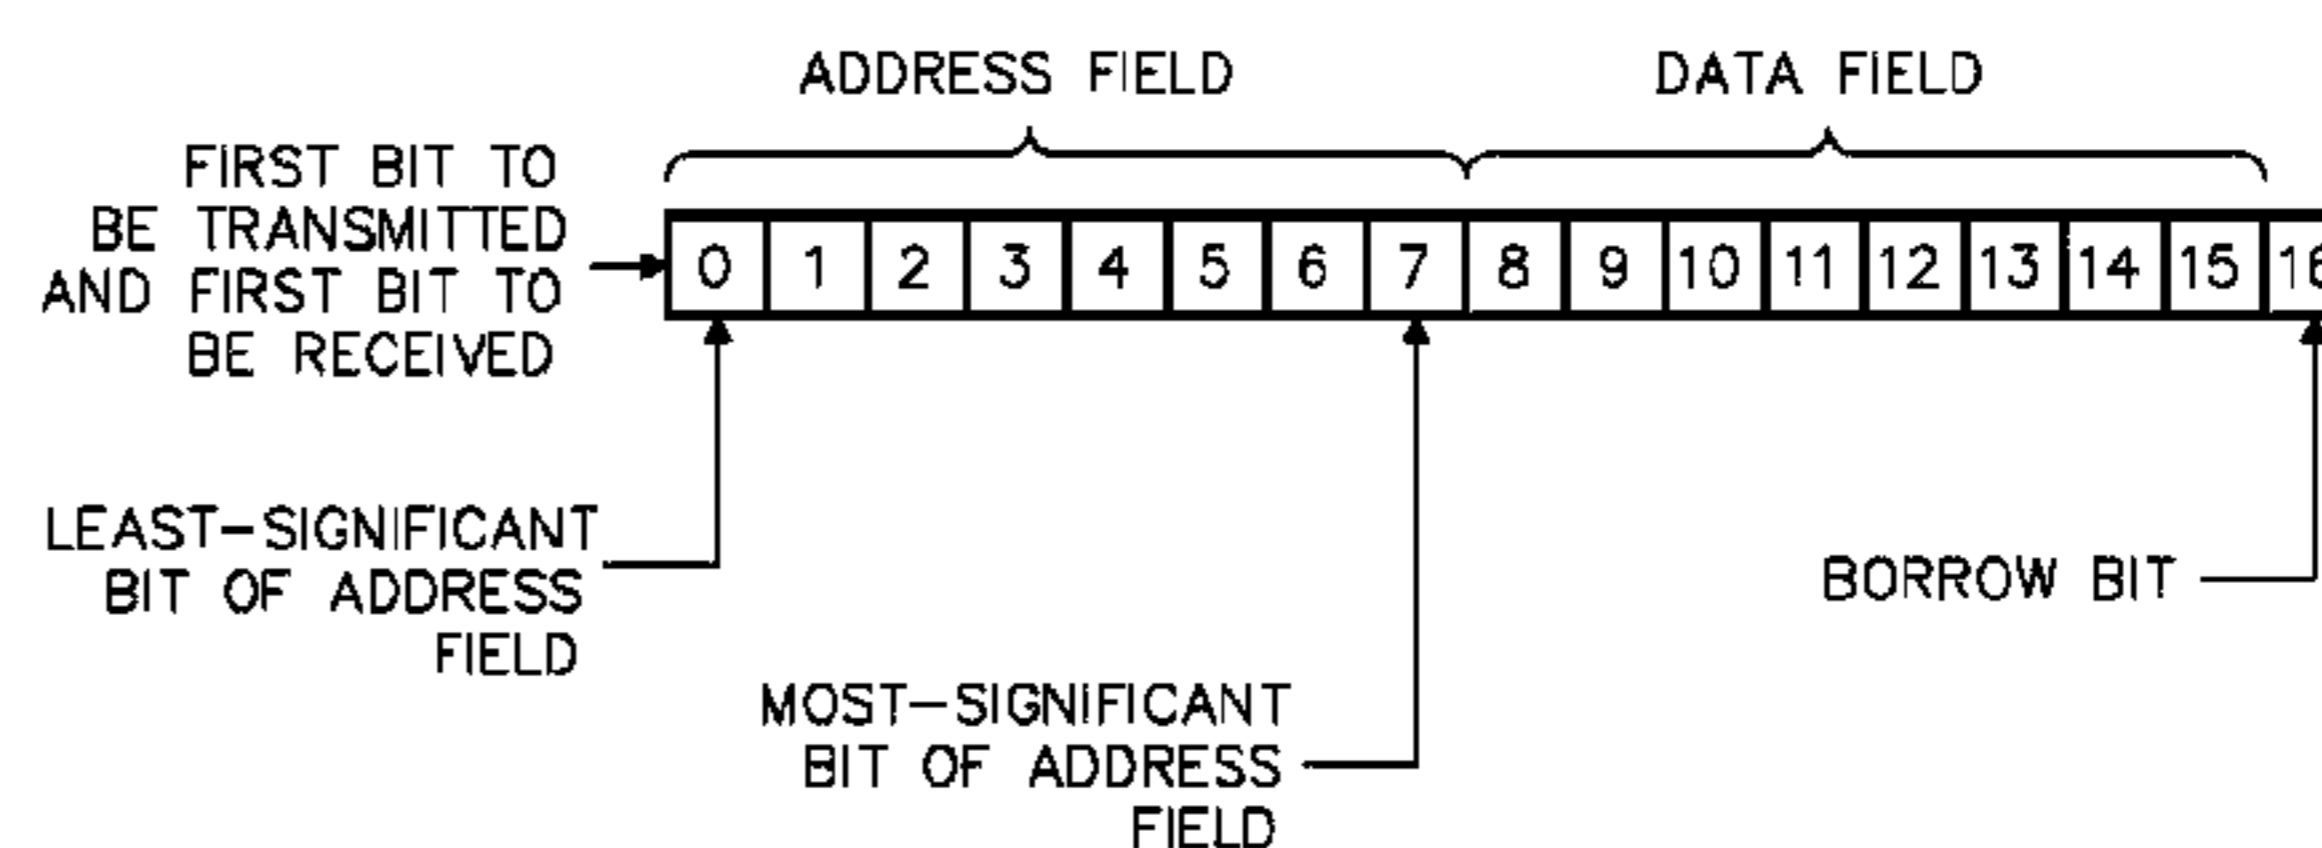 ADDRESS FIELD
DATA FIELD
FIRST BIT TO
BE TRANSMITTED
AND FIRST BIT TO
BE RECEIVED
0 1 2 3 4 5 6 7 8 9 10 11 12 13 14 15 16
LEAST-SIGNIFICANT
BIT OF ADDRESS
FIELD
BORROW BIT
MOST-SIGNIFICANT
BIT OF ADDRESS
FIELD